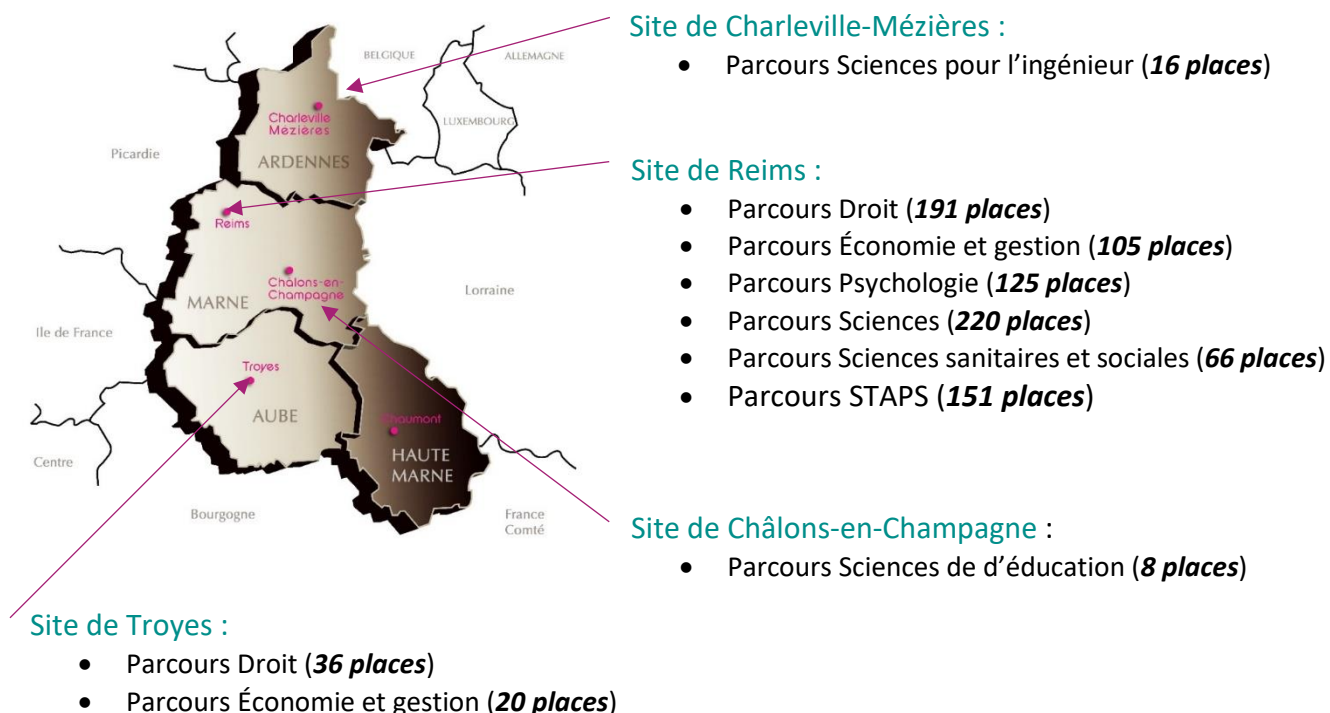 Site de Charleville-Mézières :
• Parcours Sciences pour l'ingénieur (16 places)
BELGIQUE
ALLEMAGNE
LUXEMBOURG
Charleville
Mézières
Picardie
ARDENNES
Site de Reims :
• Parcours Droit (191 places)
• Parcours Économie et gestion (105 places)
• Parcours Psychologie (125 places)
• Parcours Sciences (220 places)
• Parcours Sciences sanitaires et sociales (66 places)
• Parcours STAPS (151 places)
Reims
Châlons-en-
Champagne
MARNE
Lorraine
Ile de France
Troyes
AUBE
Chaumont
HAUTE
MARNE
Centre
Bourgogne
France
Comté
Site de Châlons-en-Champagne :
• Parcours Sciences de d'éducation (8 places)
Site de Troyes :
• Parcours Droit (36 places)
• Parcours Économie et gestion (20 places)